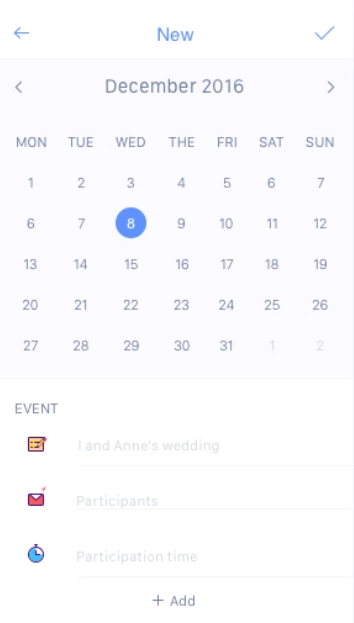 New
December 2016
MON TUE WED THE FRI SAT SUN
1 2 3 4 5 6 7
6 7 8 9 10 11 12
13 14 15 16 17 18 19
20 21 22 23 24 25 26
27 28 29 30 31 1 2
EVENT
I and Anne's wedding
Participants
Participation time
+ Add